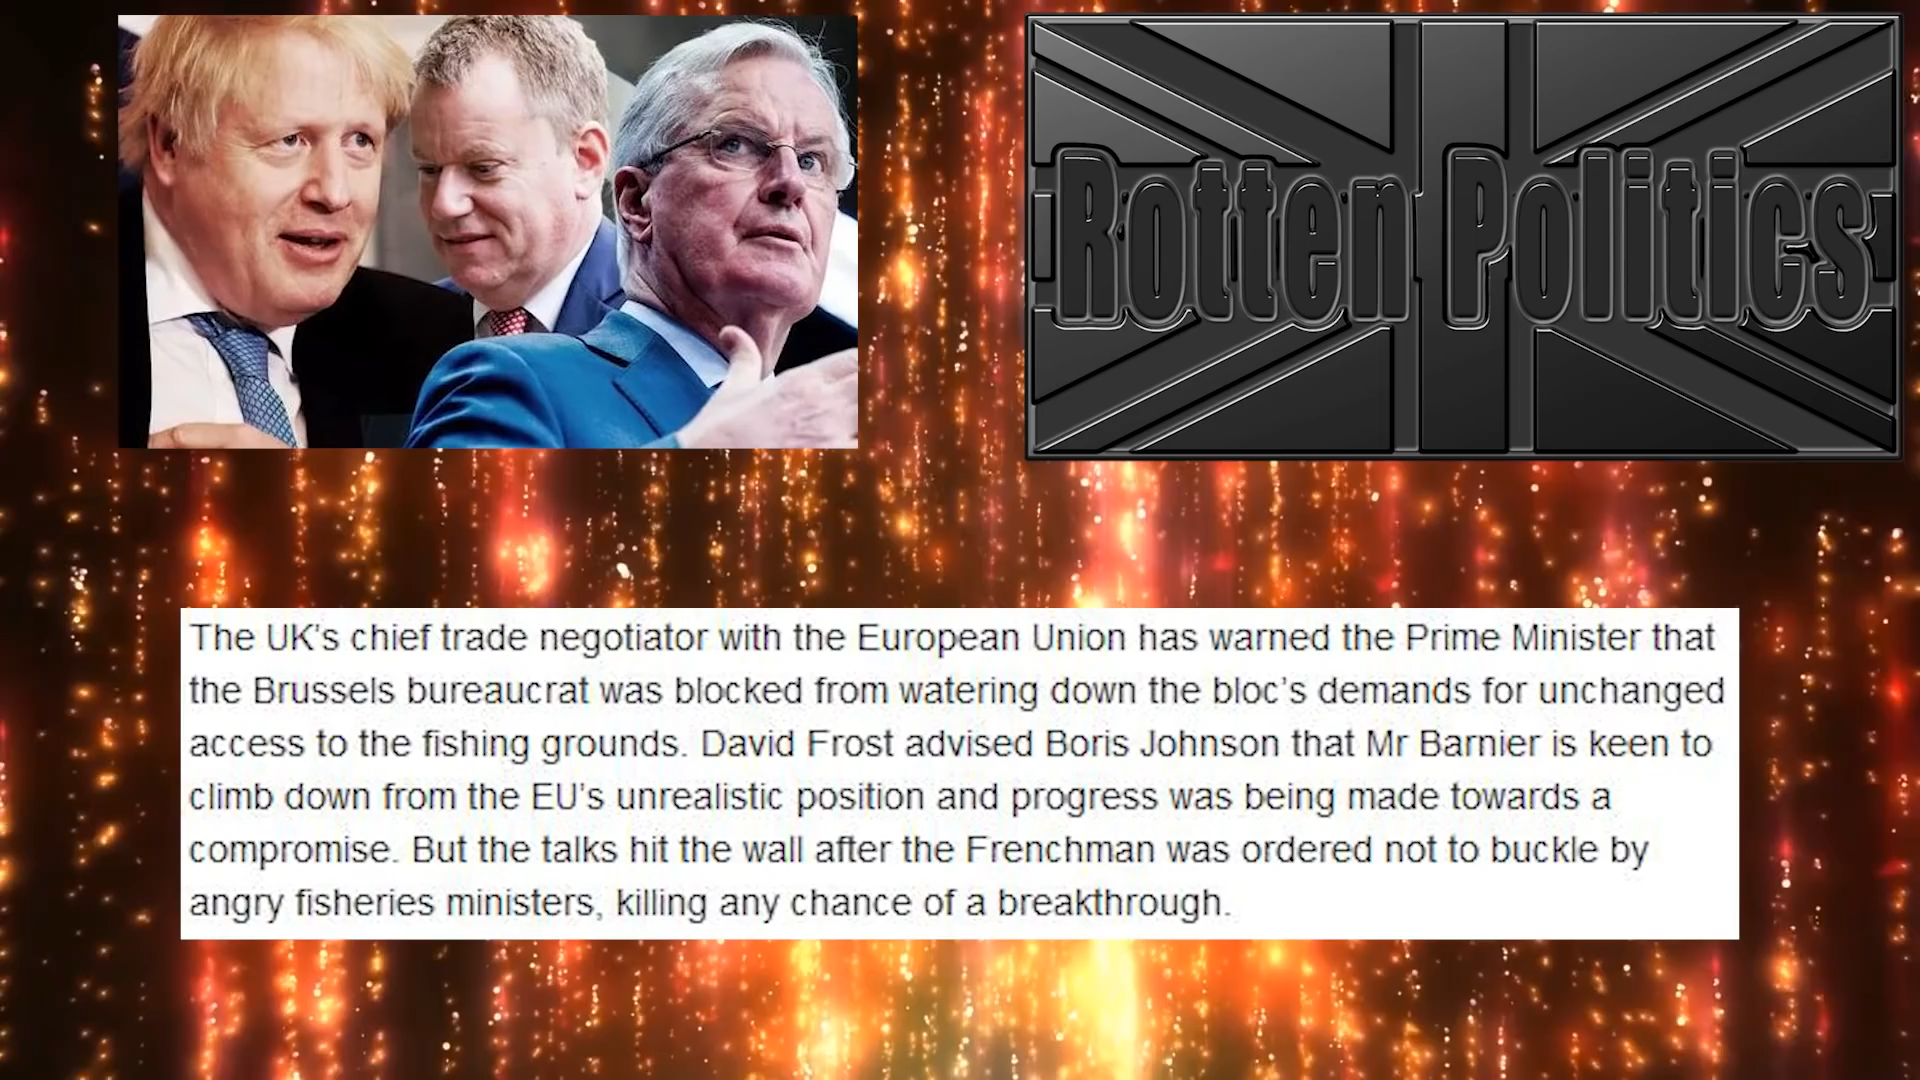 Rotten Politics
The UK's chief trade negotiator with the European Union has warned the Prime Minister that
the Brussels bureaucrat was blocked from watering down the bloc's demands for unchanged
access to the fishing grounds. David Frost advised Boris Johnson that Mr Barnier is keen to
climb down from the EU's unrealistic position and progress was being made towards a
compromise. But the talks hit the wall after the Frenchman was ordered not to buckle by
angry fisheries ministers, killing any chance of a breakthrough.